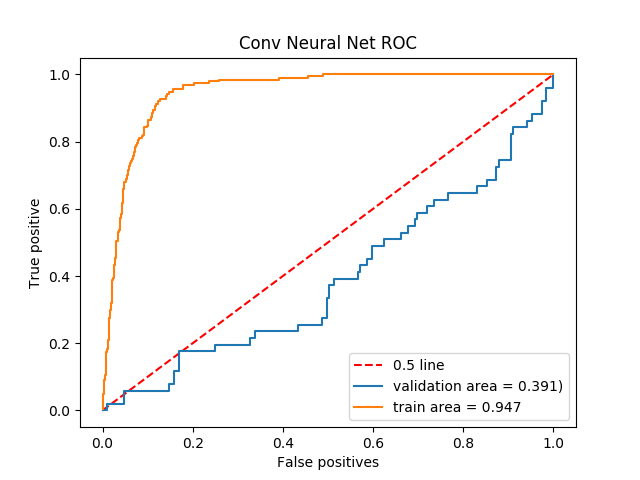 Conv Neural Net ROC
1.0
0.8
0.6
0.4
0.2
0.0
True positive
0.5 line
validation area = 0.391)
train area = 0.947
0.0 0.2 0.4 0.6 0.8 1.0
False positives